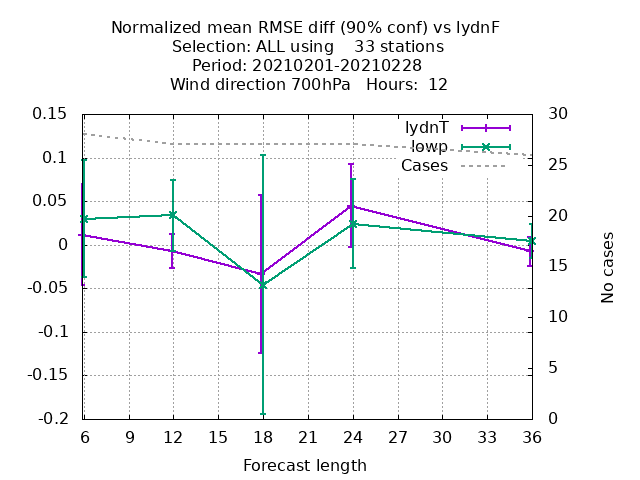 Normalized mean RMSE diff (90% conf) vs lydnF
Selection: ALL using    33 stations
Period: 20210201-20210228
Wind direction 700hPa   Hours:  12
0.15
0.1
0.05
0
-0.05
-0.1
-0.15
-0.2
30
25
20
15
10
5
0
lydnT
lowp
Cases
No cases
6 9 12 15 18 21 24 27 30 33 36
Forecast length